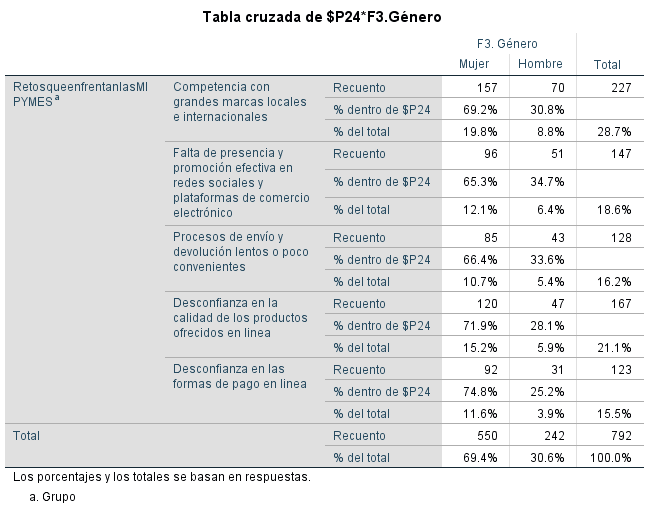 Tabla cruzada de $P24*F3.Género
F3. Género
Mujer Hombre Total
RetosqueenfrentanlasMI
PYMES a
Competencia con
grandes marcas locales
e internacionales
Recuento 157 70 227
% dentro de $P24 69.2% 30.8%
% del total 19.8% 8.8% 28.7%
Falta de presencia y
promoción efectiva en
redes sociales y
plataformas de comercio
electrónico
Recuento 96 51 147
% dentro de $P24 65.3% 34.7%
% del total 12.1% 6.4% 18.6%
Procesos de envío y
devolución lentos o poco
convenientes
Recuento 85 43 128
% dentro de $P24 66.4% 33.6%
% del total 10.7% 5.4% 16.2%
Desconfianza en la
calidad de los productos
ofrecidos en linea
Recuento 120 47 167
% dentro de $P24 71.9% 28.1%
% del total 15.2% 5.9% 21.1%
Desconfianza en las
formas de pago en linea
Recuento 92 31 123
% dentro de $P24 74.8% 25.2%
% del total 11.6% 3.9% 15.5%
Total Recuento 550 242 792
% del total 69.4% 30.6% 100.0%
Los porcentajes y los totales se basan en respuestas.
a. Grupo